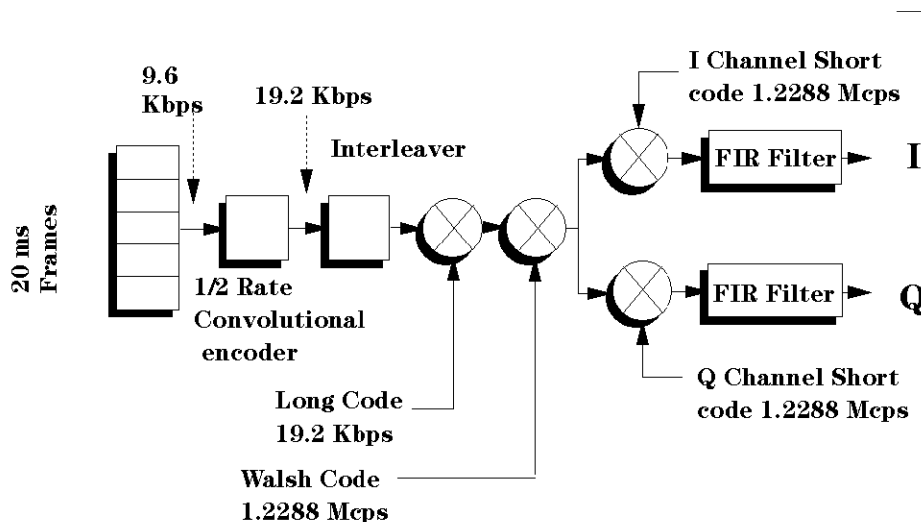 9.6
Kbps
19.2 Kbps
Interleaver
I Channel Short
code 1.2288 Mcps
FIR Filter
I
20 ms
Frames
1/2 Rate
Convolutional
encoder
FIR Filter
Q
Long Code
19.2 Kbps
Q Channel Short
code 1.2288 Mcps
Walsh Code
1.2288 Mcps